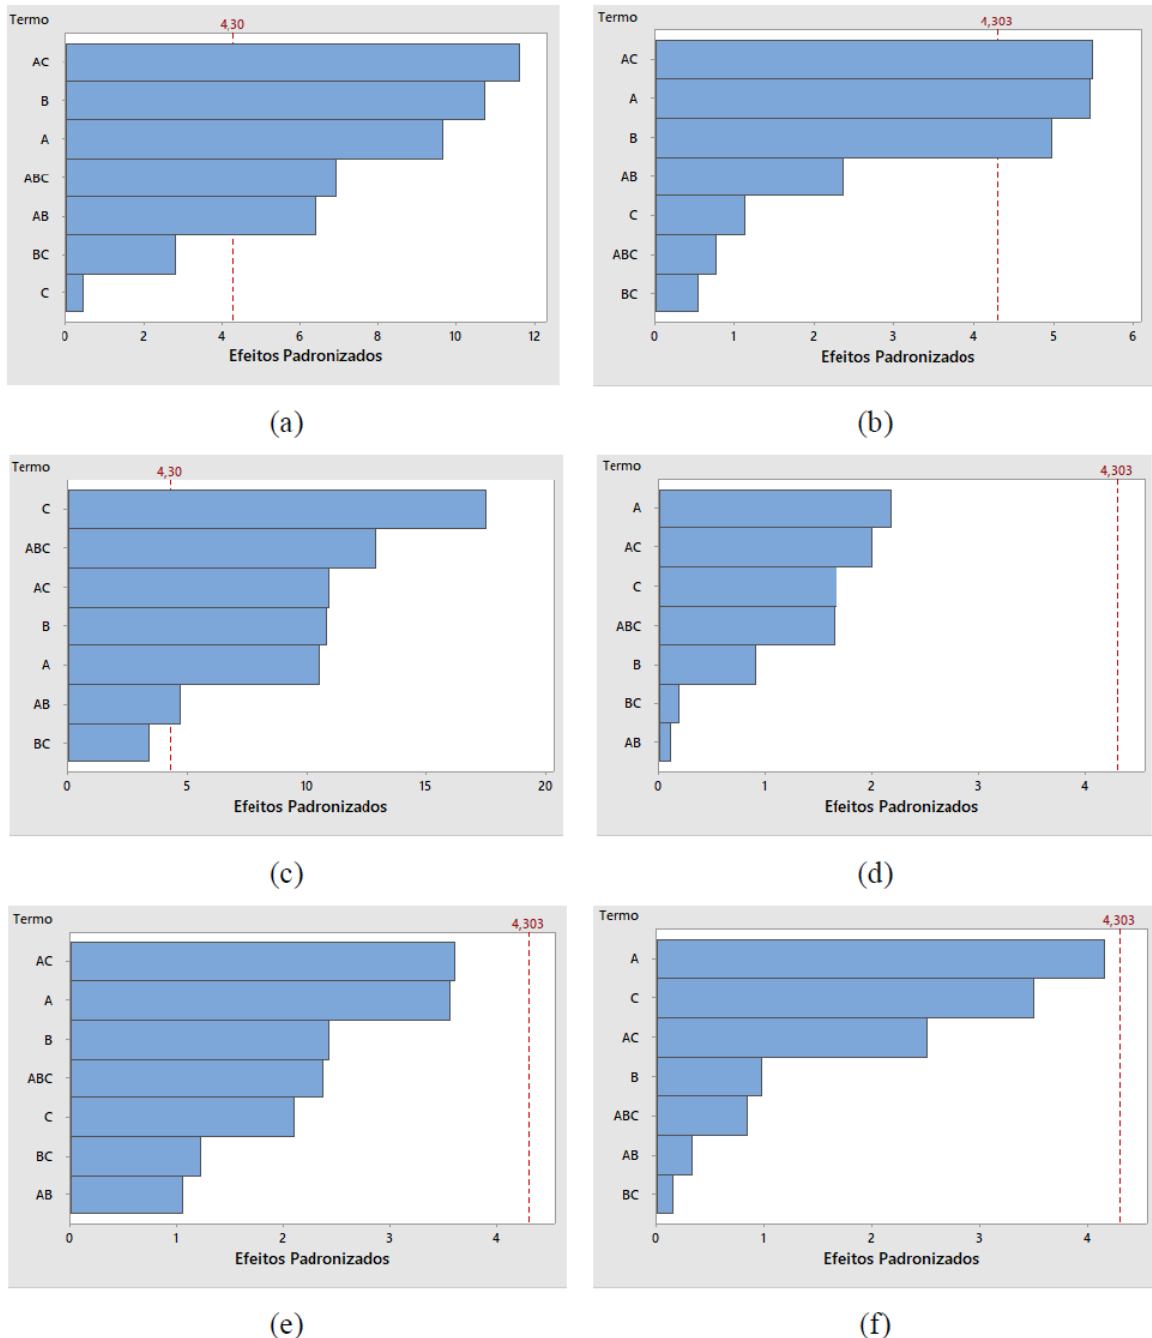 Termo
4,30
AC
B
A
ABC
AB
BC
C
0 2 4 6 8 10 12
Efeitos Padronizados
(a)
Termo
4,303
AC
A
B
AB
C
ABC
BC
0 1 2 3 4 5 6
Efeitos Padronizados
(b)
Termo
4,30
C
ABC
AC
B
A
AB
BC
0 5 10 15 20
Efeitos Padronizados
(c)
Termo
4,303
A
AC
C
ABC
B
BC
AB
0 1 2 3 4
Efeitos Padronizados
(d)
Termo
4,303
AC
A
B
ABC
C
BC
AB
0 1 2 3 4
Efeitos Padronizados
(e)
Termo
4,303
A
C
AC
B
ABC
AB
BC
0 1 2 3 4
Efeitos Padronizados
(f)